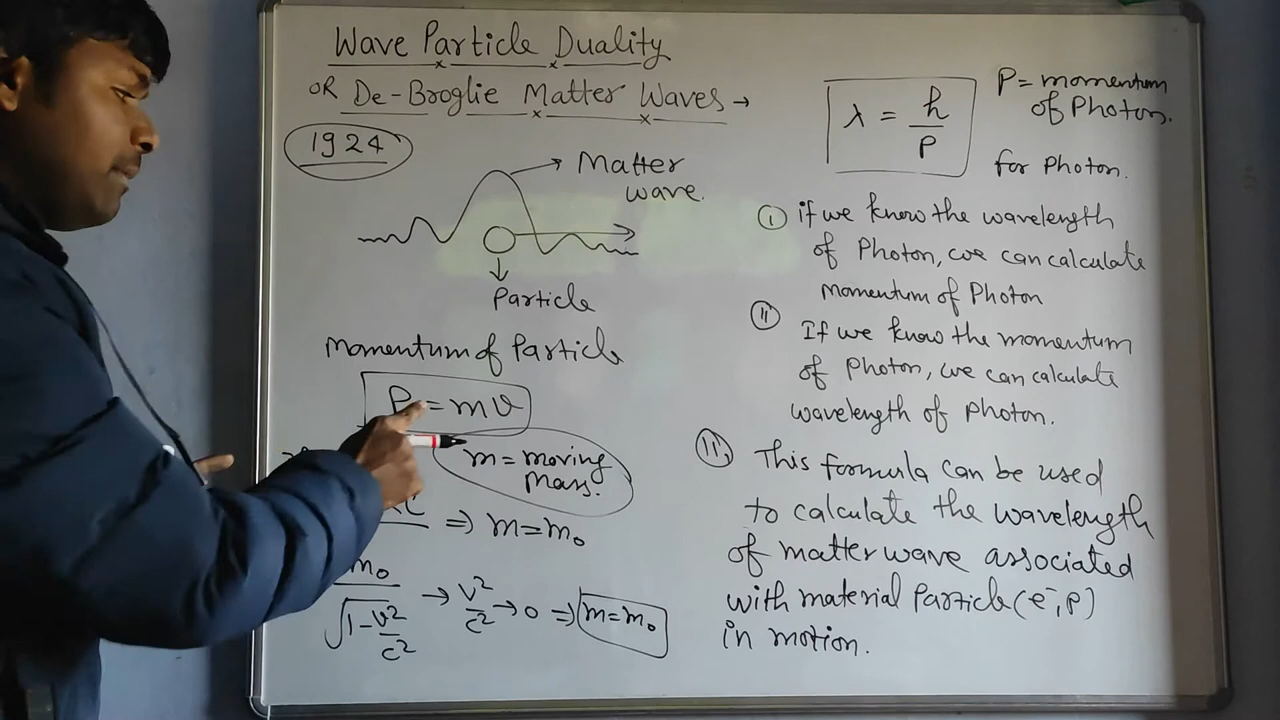 Wave Particle Duality
OR De-Broglie Matter Waves →
1924
Matter
wave.
Particle
Momentum of Particle
P = mv
m = moving
mass.
⇒ m = m₀
m₀
√1-v²/c² → v²/c² → 0 ⇒ m = m₀
λ = h/P
P = momentum
of Photon.
for Photon.
(i) if we know the wavelength
of Photon, we can calculate
momentum of Photon
(ii) If we know the momentum
of Photon, we can calculate
wavelength of photon.
(iii) This formula can be used
to calculate the wavelength
of matter wave associated
with material Particle (e⁻, p)
in motion.